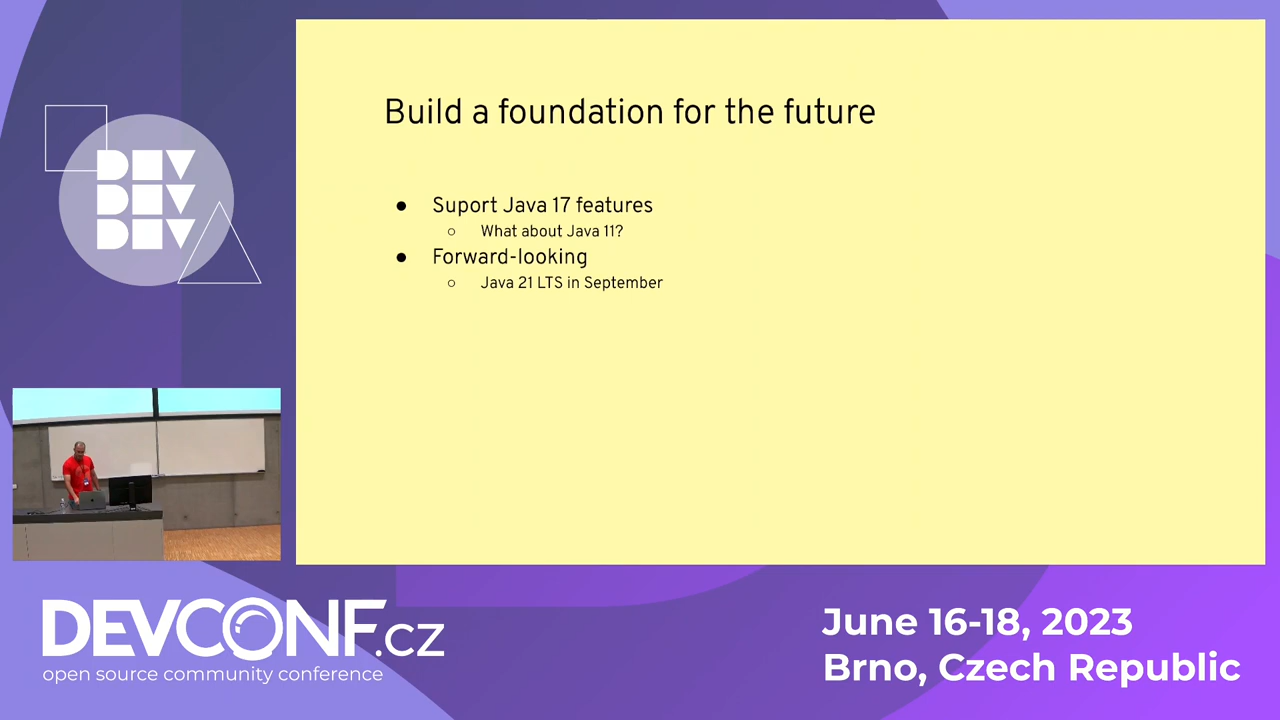 DEV
DEV
DEV
Build a foundation for the future
● Suport Java 17 features
○ What about Java 11?
● Forward-looking
○ Java 21 LTS in September
DEVCONF.cz
open source community conference
June 16-18, 2023
Brno, Czech Republic